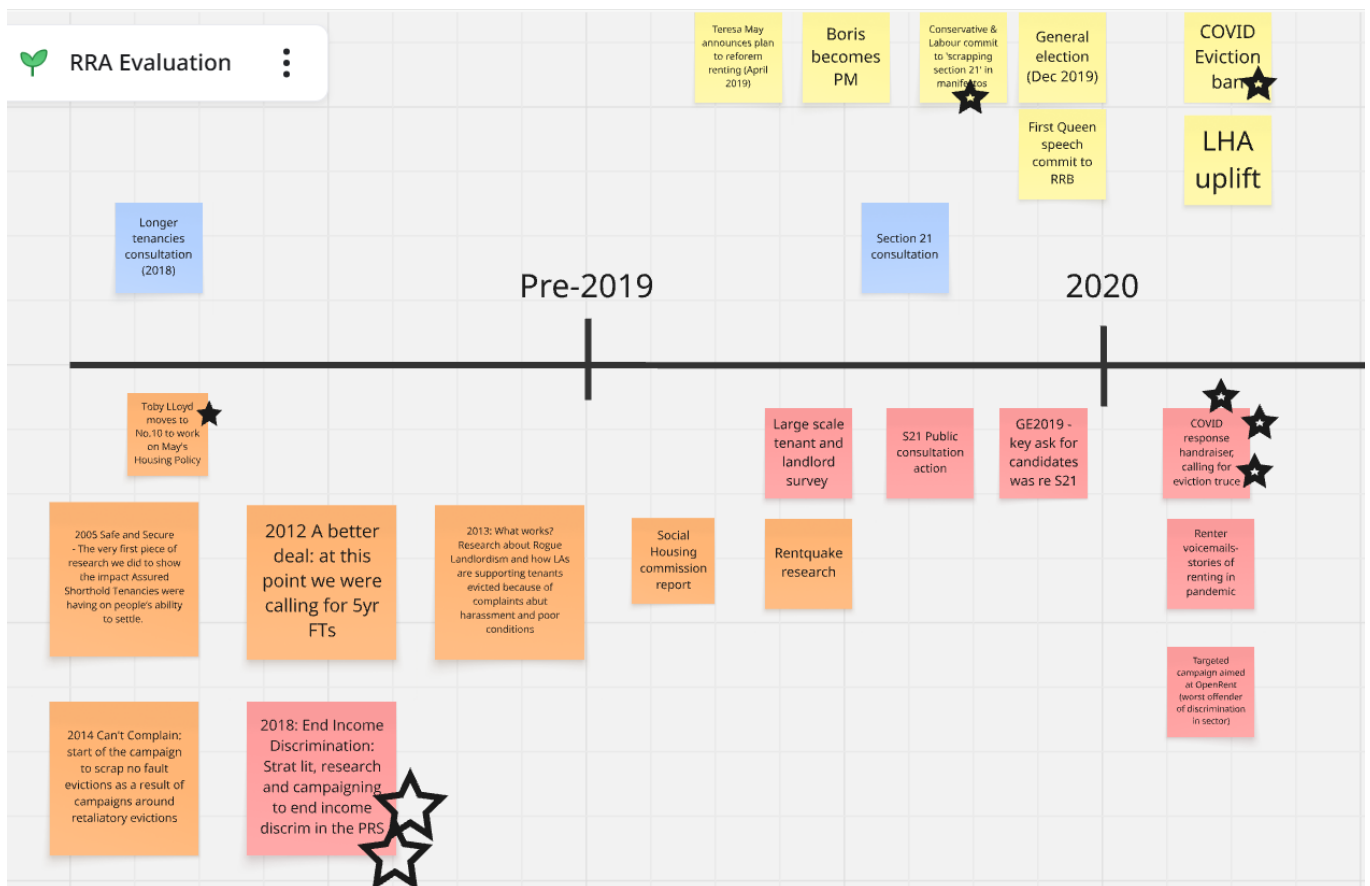 RRA Evaluation
Teresa May
announces plan
to reforem
renting (April
2019)
Boris
becomes
PM
Conservative &
Labour commit
to 'scrapping
section 21' in
manifestos
General
election
(Dec 2019)
COVID
Eviction
ban
First Queen
speech
commit to
RRB
LHA
uplift
Longer
tenancies
consultation
(2018)
Section 21
consultation
Pre-2019
2020
Toby LLoyd
moves to
No.10 to work
on May's
Housing Policy
Large scale
tenant and
landlord
survey
S21 Public
consultation
action
GE2019 -
key ask for
candidates
was re S21
COVID
response
handraiser,
calling for
eviction truce
2005 Safe and Secure
- The very first piece of
research we did to show
the impact Assured
Shorthold Tenancies were
having on people's ability
to settle.
2012 A better
deal: at this
point we were
calling for 5yr
FTs
2013: What works?
Research about Rogue
Landlordism and how LAs
are supporting tenants
evicted because of
complaints abut
harassment and poor
conditions
Social
Housing
commission
report
Rentquake
research
Renter
voicemails-
stories of
renting in
pandemic
Targeted
campaign aimed
at OpenRent
(worst offender
of discrimination
in sector)
2014 Can't Complain:
start of the campaign
to scrap no fault
evictions as a result of
campaigns around
retaliatory evictions
2018: End Income
Discrimination:
Strat lit, research
and campaigning
to end income
discrim in the PRS